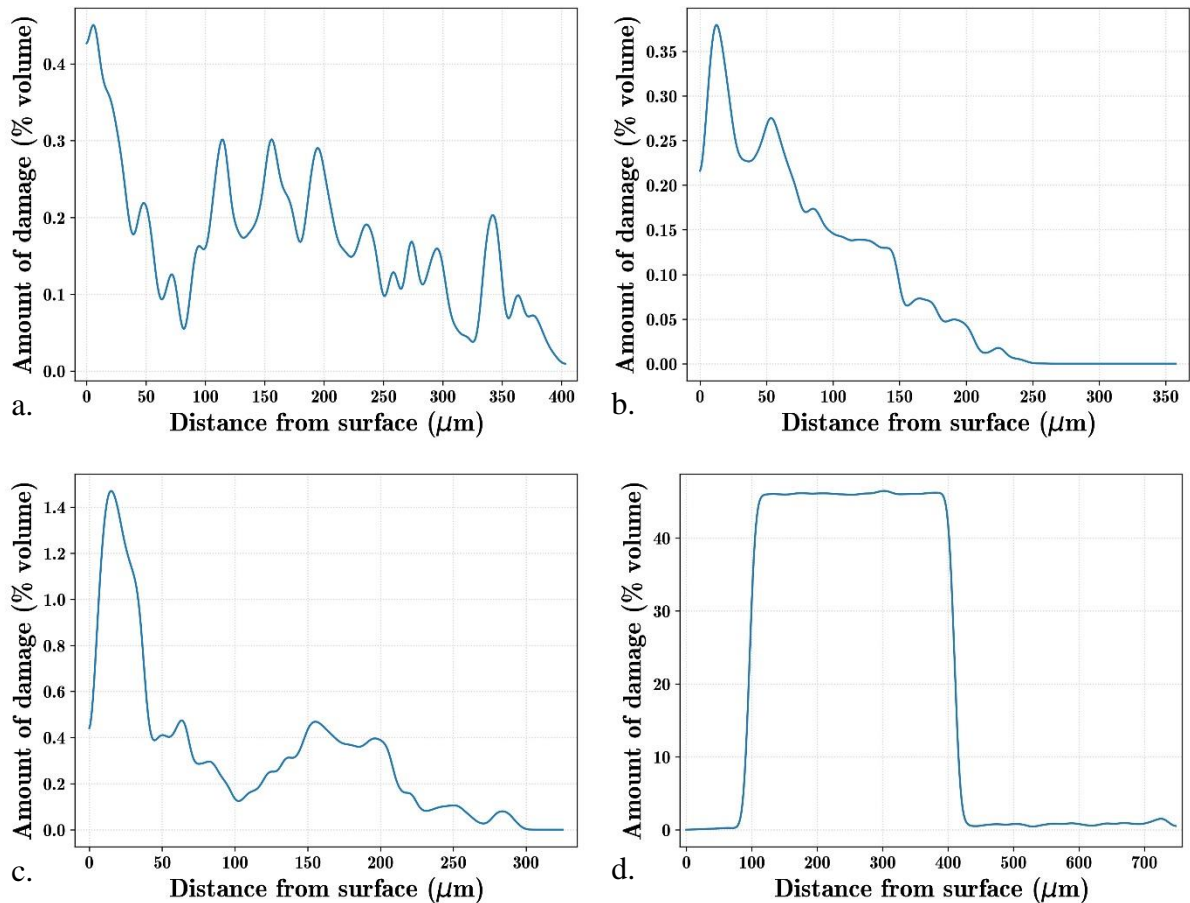 Amount of damage (% volume)
0.4
0.3
0.2
0.1
0.0
0 50 100 150 200 250 300 350 400
Distance from surface (μm)
a.
Amount of damage (% volume)
0.35
0.30
0.25
0.20
0.15
0.10
0.05
0.00
0 50 100 150 200 250 300 350
Distance from surface (μm)
b.
Amount of damage (% volume)
1.4
1.2
1.0
0.8
0.6
0.4
0.2
0.0
0 50 100 150 200 250 300
Distance from surface (μm)
c.
Amount of damage (% volume)
40
30
20
10
0
0 100 200 300 400 500 600 700
Distance from surface (μm)
d.